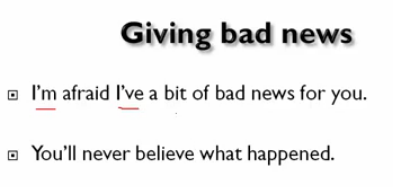 Giving bad news
I'm afraid I've a bit of bad news for you.
You'll never believe what happened.